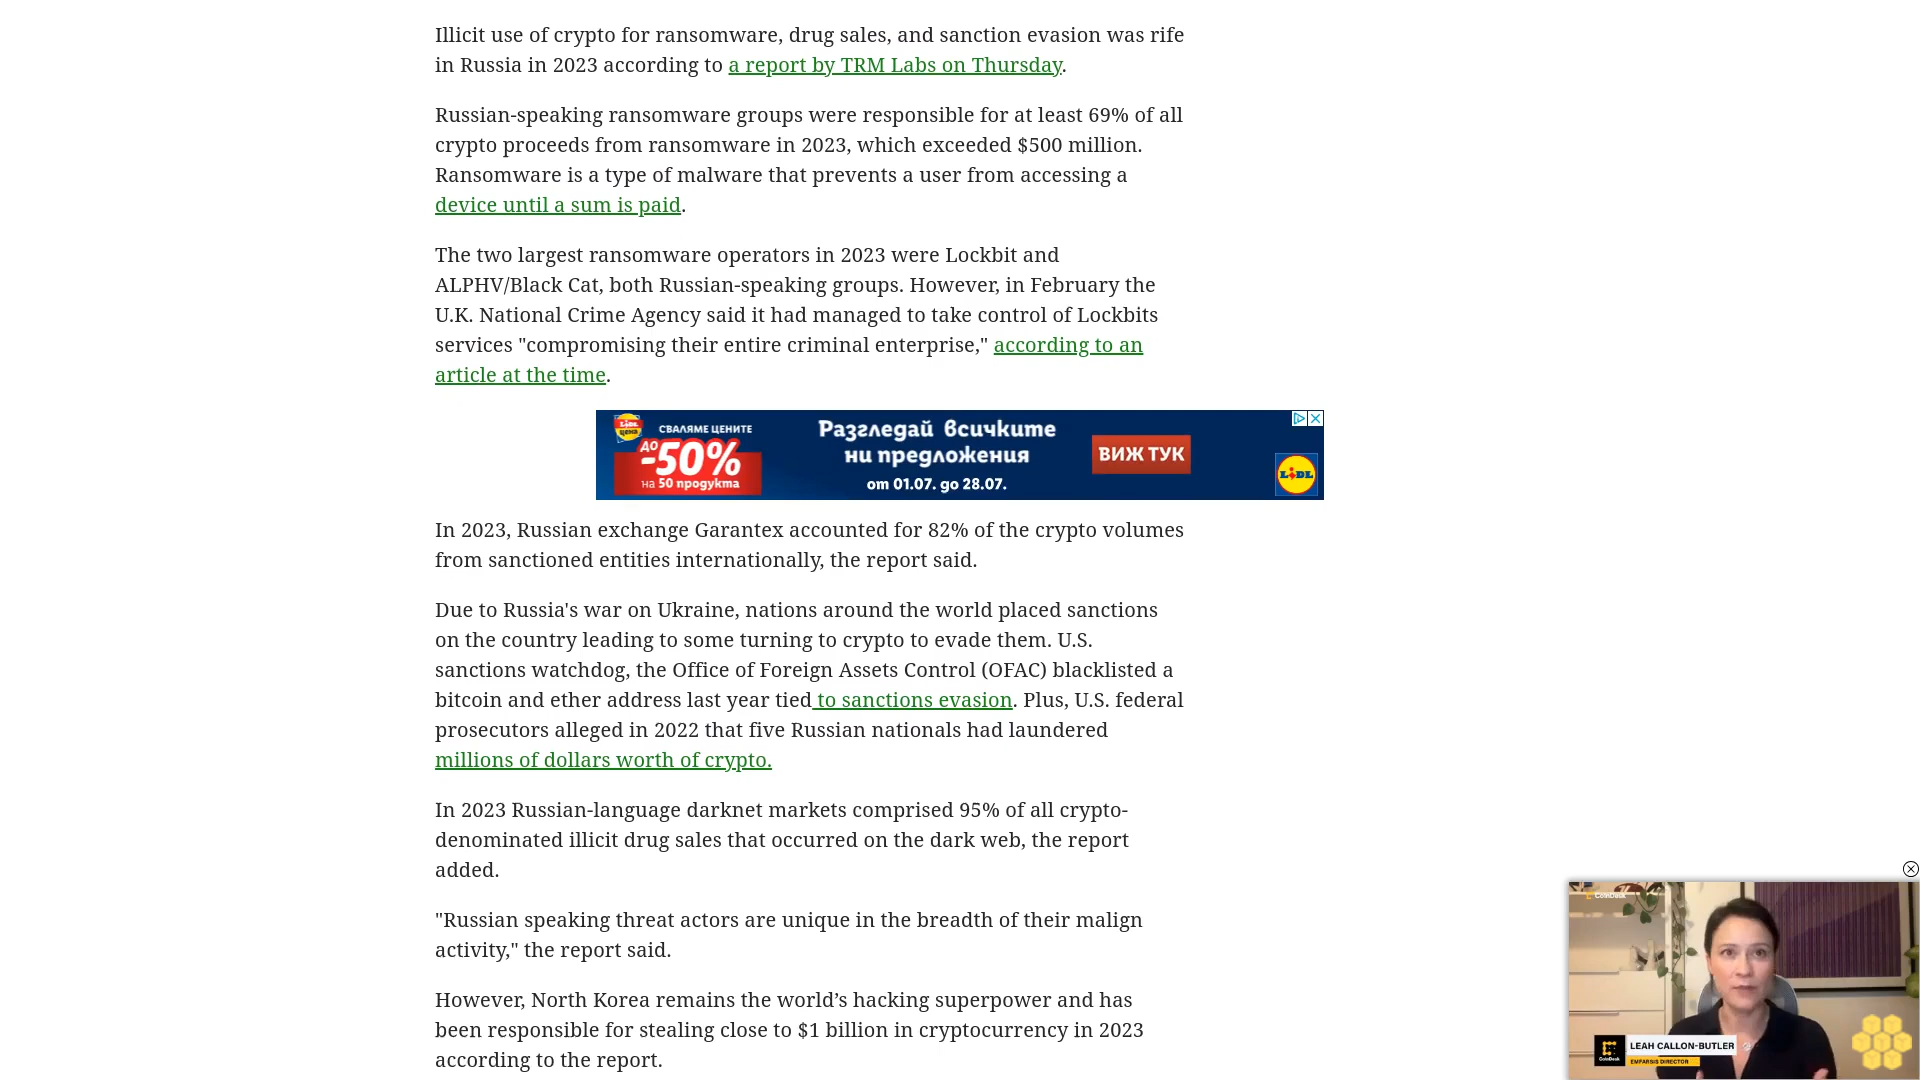 Illicit use of crypto for ransomware, drug sales, and sanction evasion was rife
in Russia in 2023 according to a report by TRM Labs on Thursday.
Russian-speaking ransomware groups were responsible for at least 69% of all
crypto proceeds from ransomware in 2023, which exceeded $500 million.
Ransomware is a type of malware that prevents a user from accessing a
device until a sum is paid.
The two largest ransomware operators in 2023 were Lockbit and
ALPHV/Black Cat, both Russian-speaking groups. However, in February the
U.K. National Crime Agency said it had managed to take control of Lockbits
services "compromising their entire criminal enterprise," according to an
article at the time.
LIDL
цена
СВАЛЯМЕ ЦЕНИТЕ
ДО
-50%
на 50 продукта
Разгледай всичките
ни предложения
от 01.07. до 28.07.
ВИЖ ТУК
LIDL
In 2023, Russian exchange Garantex accounted for 82% of the crypto volumes
from sanctioned entities internationally, the report said.
Due to Russia's war on Ukraine, nations around the world placed sanctions
on the country leading to some turning to crypto to evade them. U.S.
sanctions watchdog, the Office of Foreign Assets Control (OFAC) blacklisted a
bitcoin and ether address last year tied to sanctions evasion. Plus, U.S. federal
prosecutors alleged in 2022 that five Russian nationals had laundered
millions of dollars worth of crypto.
In 2023 Russian-language darknet markets comprised 95% of all crypto-
denominated illicit drug sales that occurred on the dark web, the report
added.
"Russian speaking threat actors are unique in the breadth of their malign
activity," the report said.
However, North Korea remains the world’s hacking superpower and has
been responsible for stealing close to $1 billion in cryptocurrency in 2023
according to the report.
CoinDesk
CoinDesk
LEAH CALLON-BUTLER
EMFARSIS DIRECTOR